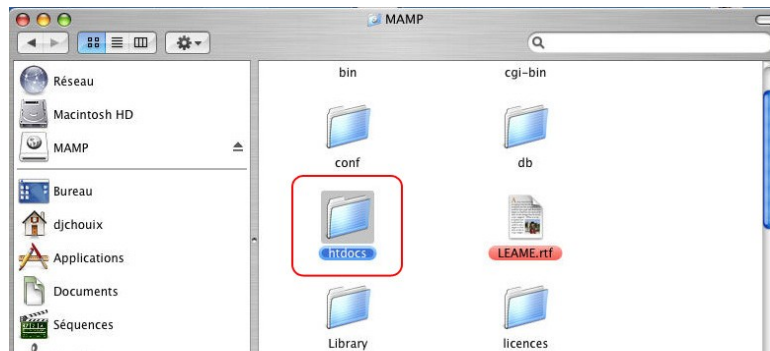 MAMP
Réseau
Macintosh HD
MAMP
Bureau
djchouix
Applications
Documents
Séquences
bin
cgi-bin
conf
db
htdocs
LEAME.rtf
Library
licences